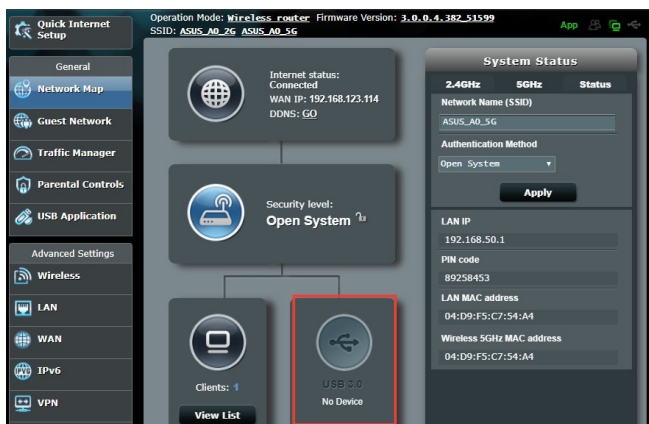 Quick Internet
Setup
Operation Mode: Wireless router Firmware Version: 3.0.0.4.382_51599
SSID: ASUS_A0_2G ASUS_A0_5G
App
General
Network Map
Guest Network
Traffic Manager
Parental Controls
USB Application
Advanced Settings
Wireless
LAN
WAN
IPv6
VPN
Internet status:
Connected
WAN IP: 192.168.123.114
DDNS: GO
Security level:
Open System
Clients: 1
View List
USB 3.0
No Device
System Status
2.4GHz 5GHz Status
Network Name (SSID)
ASUS_A0_5G
Authentication Method
Open System
Apply
LAN IP
192.168.50.1
PIN code
89258453
LAN MAC address
04:D9:F5:C7:54:A4
Wireless 5GHz MAC address
04:D9:F5:C7:54:A4